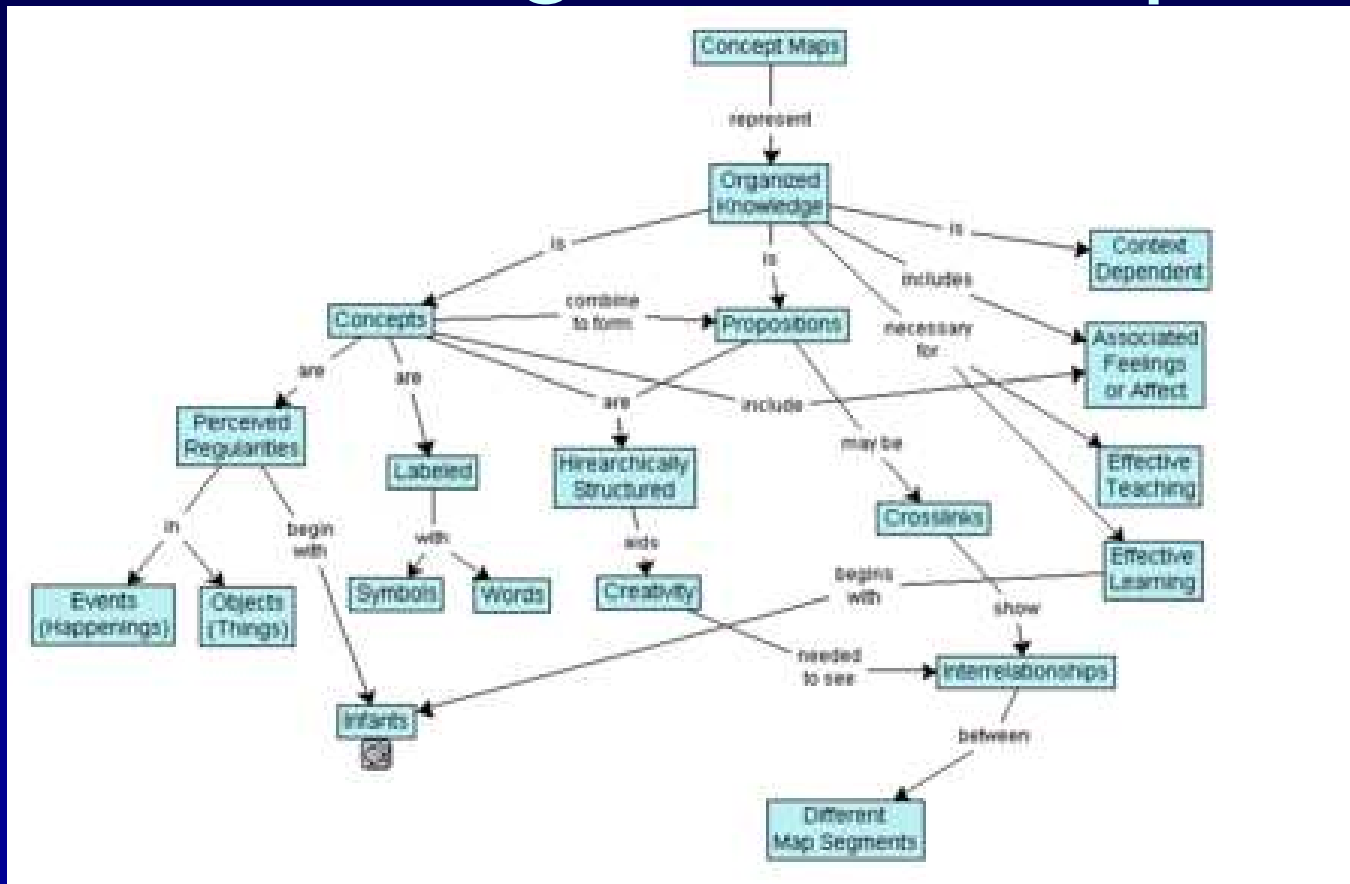 Concept Maps
represent
Organized
Knowledge
is
is
is
Context
Dependent
includes
combine
to form
Concepts
Propositions
necessary
for
Associated
Feelings
or Affect
are
are
are
include
Perceived
Regularities
may be
Labeled
Hirearchically
Structured
Effective
Teaching
Crosslinks
in
begin
with
with
aids
Effective
Learning
begins
with
Events
(Happenings)
Objects
(Things)
Symbols
Words
Creativity
show
needed
to see
Interrelationships
Infants
between
Different
Map Segments